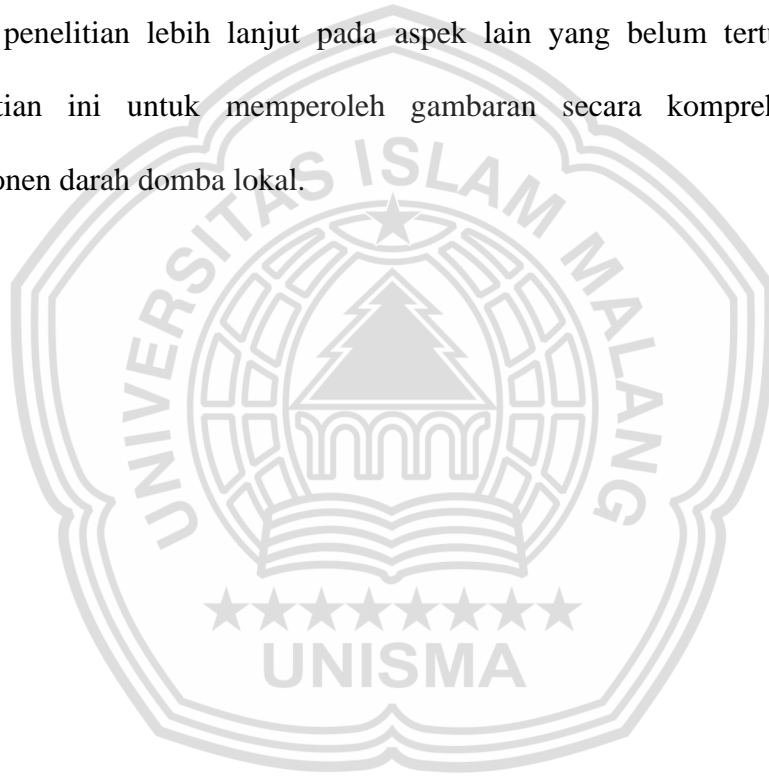 penelitian lebih lanjut pada aspek lain yang belum tertu
tian ini untuk memperoleh gambaran secara kompreh
onen darah domba lokal.
UNIVERSITAS ISLAM MALANG
UNISMA